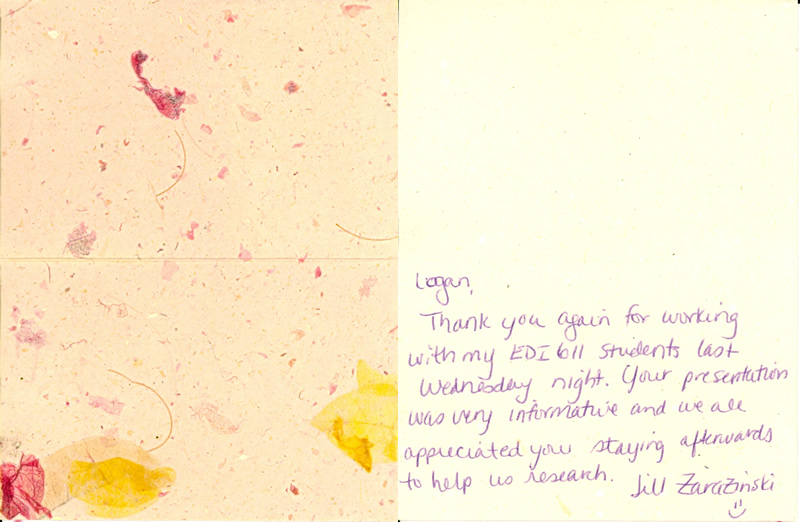 Logan,
Thank you again for working
with my EDI 611 students last
Wednesday night. Your presentation
was very informative and we all
appreciated you staying afterwards
to help us research. Jill Zarazinski